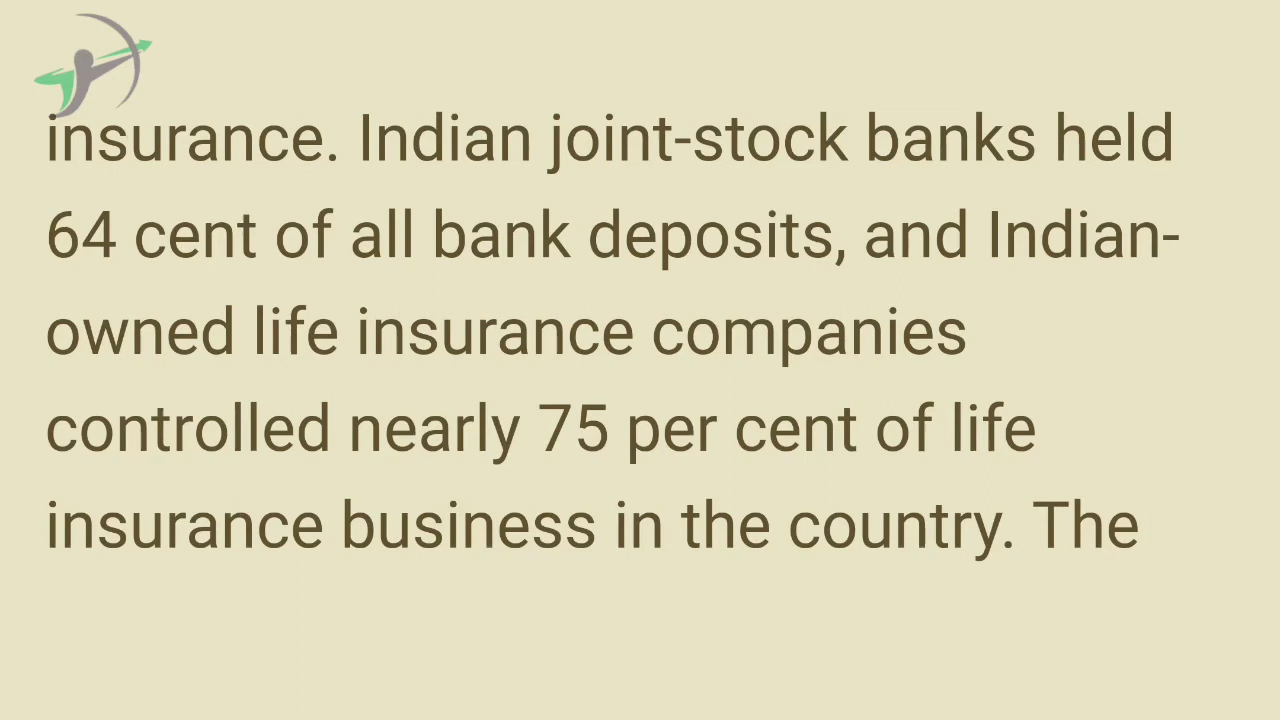 insurance. Indian joint-stock banks held
64 cent of all bank deposits, and Indian-
owned life insurance companies
controlled nearly 75 per cent of life
insurance business in the country. The